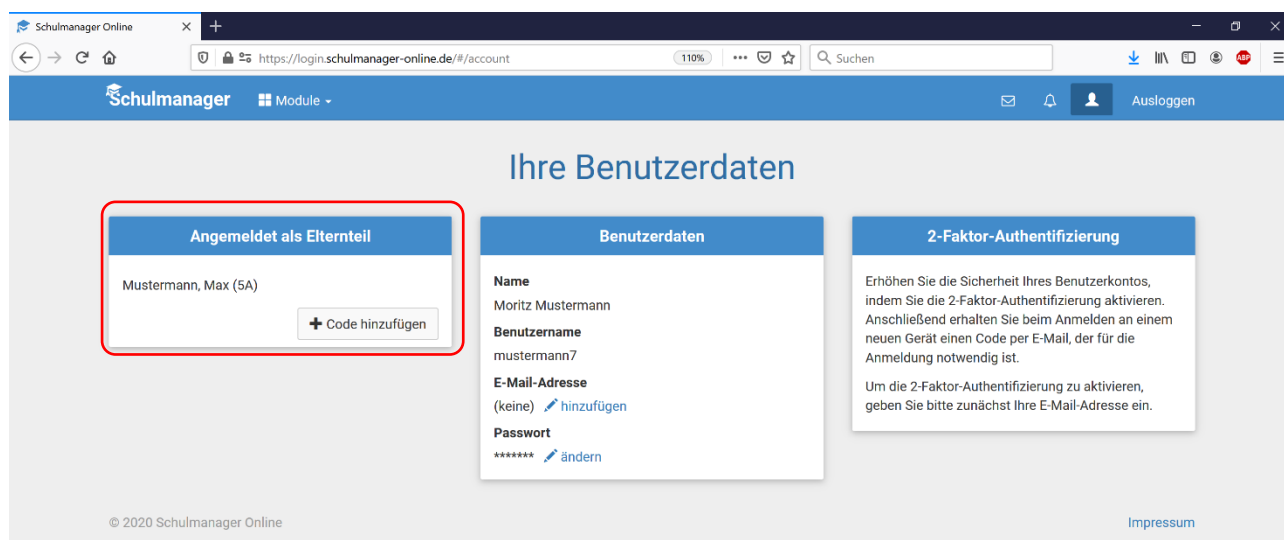 Schulmanager Online
https://login.schulmanager-online.de/#/account
110%
Suchen
ABP
Schulmanager
Module
Ausloggen
Ihre Benutzerdaten
Angemeldet als Elternteil
Mustermann, Max (5A)
Code hinzufügen
Benutzerdaten
Name
Moritz Mustermann
Benutzername
mustermann7
E-Mail-Adresse
(keine) hinzufügen
Passwort
******* ändern
2-Faktor-Authentifizierung
Erhöhen Sie die Sicherheit Ihres Benutzerkontos,
indem Sie die 2-Faktor-Authentifizierung aktivieren.
Anschließend erhalten Sie beim Anmelden an einem
neuen Gerät einen Code per E-Mail, der für die
Anmeldung notwendig ist.
Um die 2-Faktor-Authentifizierung zu aktivieren,
geben Sie bitte zunächst Ihre E-Mail-Adresse ein.
© 2020 Schulmanager Online
Impressum